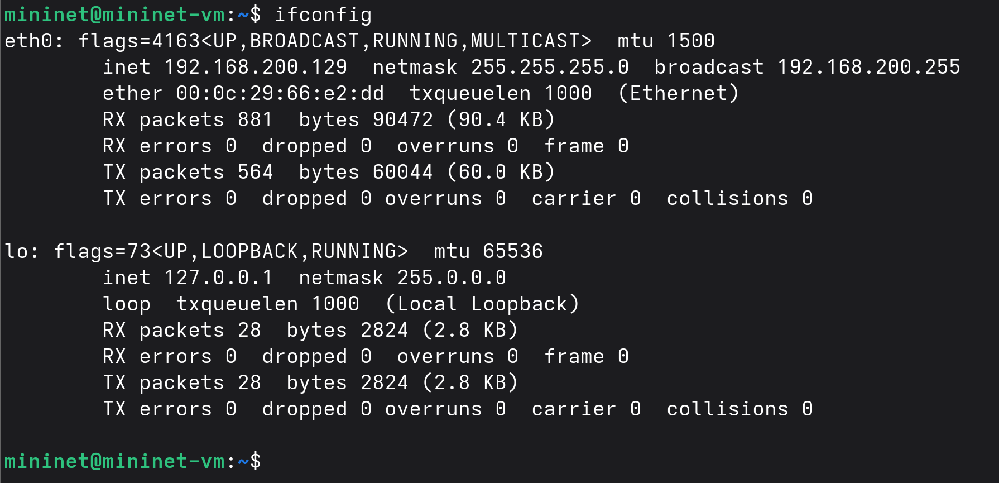 mininet@mininet-vm:~$ ifconfig
eth0: flags=4163<UP,BROADCAST,RUNNING,MULTICAST>  mtu 1500
        inet 192.168.200.129  netmask 255.255.255.0  broadcast 192.168.200.255
        ether 00:0c:29:66:e2:dd  txqueuelen 1000  (Ethernet)
        RX packets 881  bytes 90472 (90.4 KB)
        RX errors 0  dropped 0  overruns 0  frame 0
        TX packets 564  bytes 60044 (60.0 KB)
        TX errors 0  dropped 0 overruns 0  carrier 0  collisions 0

lo: flags=73<UP,LOOPBACK,RUNNING>  mtu 65536
        inet 127.0.0.1  netmask 255.0.0.0
        loop  txqueuelen 1000  (Local Loopback)
        RX packets 28  bytes 2824 (2.8 KB)
        RX errors 0  dropped 0  overruns 0  frame 0
        TX packets 28  bytes 2824 (2.8 KB)
        TX errors 0  dropped 0 overruns 0  carrier 0  collisions 0

mininet@mininet-vm:~$